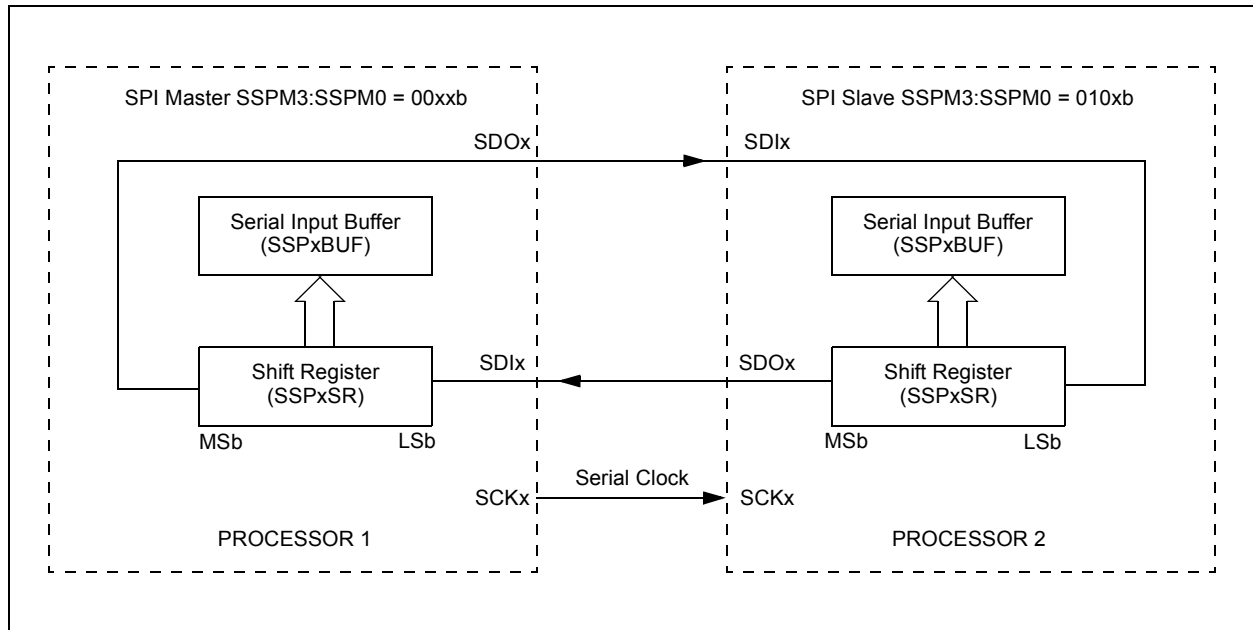 SPI Master SSPM3:SSPM0 = 00xxb
SPI Slave SSPM3:SSPM0 = 010xb
SDOx
SDIx
Serial Input Buffer
(SSPxBUF)
Serial Input Buffer
(SSPxBUF)
Shift Register
(SSPxSR)
MSb
LSb
SDIx
SDOx
Shift Register
(SSPxSR)
MSb
LSb
Serial Clock
SCKx
SCKx
PROCESSOR 1
PROCESSOR 2